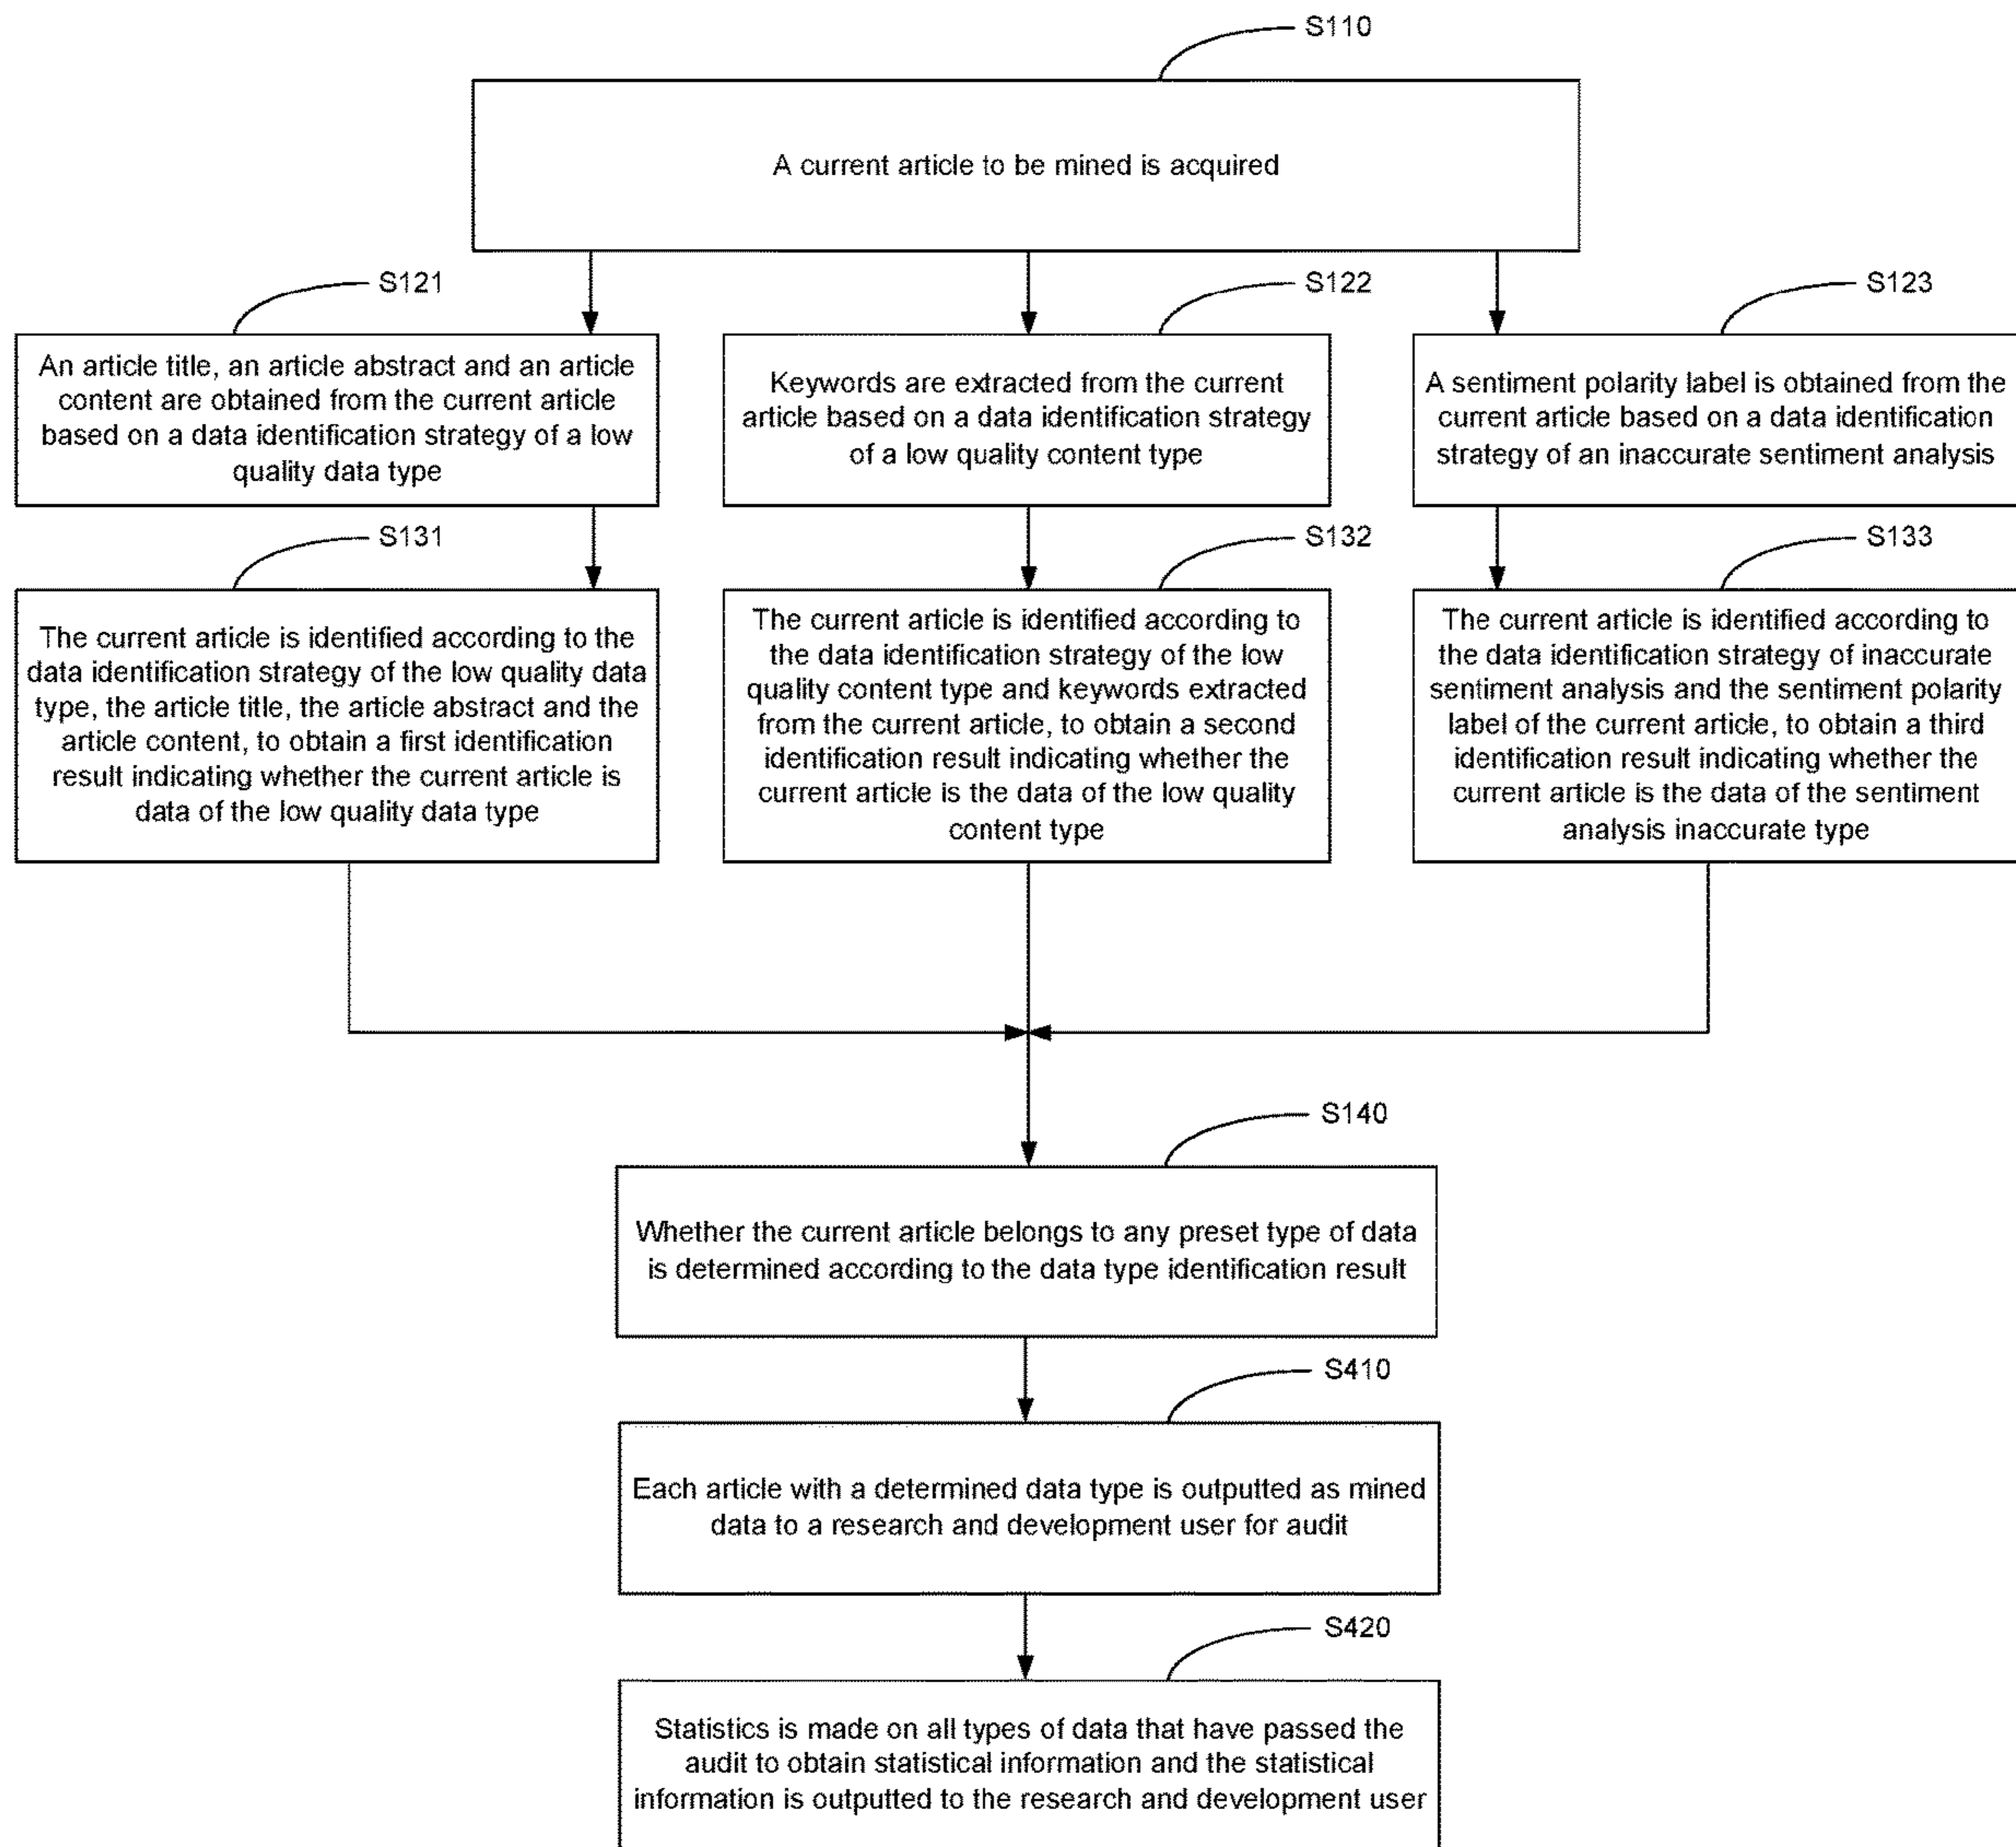 S110
A current article to be mined is acquired
S121
S122
S123
An article title, an article abstract and an article
content are obtained from the current article
based on a data identification strategy of a low
quality data type
Keywords are extracted from the current
article based on a data identification strategy
of a low quality content type
A sentiment polarity label is obtained from the
current article based on a data identification
strategy of an inaccurate sentiment analysis
S131
S132
S133
The current article is identified according to the
data identification strategy of the low quality data
type, the article title, the article abstract and the
article content, to obtain a first identification
result indicating whether the current article is
data of the low quality data type
The current article is identified according to
the data identification strategy of the low
quality content type and keywords extracted
from the current article, to obtain a second
identification result indicating whether the
current article is the data of the low quality
content type
The current article is identified according to
the data identification strategy of inaccurate
sentiment analysis and the sentiment polarity
label of the current article, to obtain a third
identification result indicating whether the
current article is the data of the sentiment
analysis inaccurate type
S140
Whether the current article belongs to any preset type of data
is determined according to the data type identification result
S410
Each article with a determined data type is outputted as mined
data to a research and development user for audit
S420
Statistics is made on all types of data that have passed the
audit to obtain statistical information and the statistical
information is outputted to the research and development user